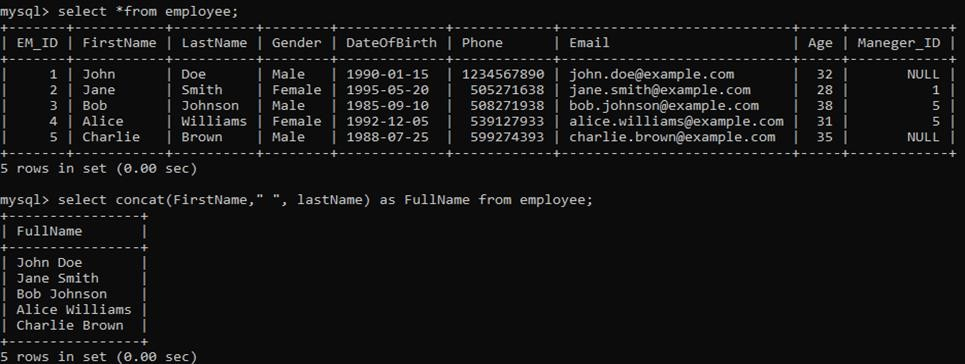 mysql> select *from employee;
+-------+-----------+----------+--------+-------------+------------+----------------------------+-----+------------+
| EM_ID | FirstName | LastName | Gender | DateOfBirth | Phone      | Email                      | Age | Maneger_ID |
+-------+-----------+----------+--------+-------------+------------+----------------------------+-----+------------+
|     1 | John      | Doe      | Male   | 1990-01-15  | 1234567890 | john.doe@example.com       |  32 |       NULL |
|     2 | Jane      | Smith    | Female | 1995-05-20  |  505271638 | jane.smith@example.com     |  28 |          1 |
|     3 | Bob       | Johnson  | Male   | 1985-09-10  |  508271938 | bob.johnson@example.com    |  38 |          5 |
|     4 | Alice     | Williams | Female | 1992-12-05  |  539127933 | alice.williams@example.com |  31 |          5 |
|     5 | Charlie   | Brown    | Male   | 1988-07-25  |  599274393 | charlie.brown@example.com  |  35 |       NULL |
+-------+-----------+----------+--------+-------------+------------+----------------------------+-----+------------+
5 rows in set (0.00 sec)
mysql> select concat(FirstName," ", lastName) as FullName from employee;
+----------------+
| FullName       |
+----------------+
| John Doe       |
| Jane Smith     |
| Bob Johnson    |
| Alice Williams |
| Charlie Brown  |
+----------------+
5 rows in set (0.00 sec)